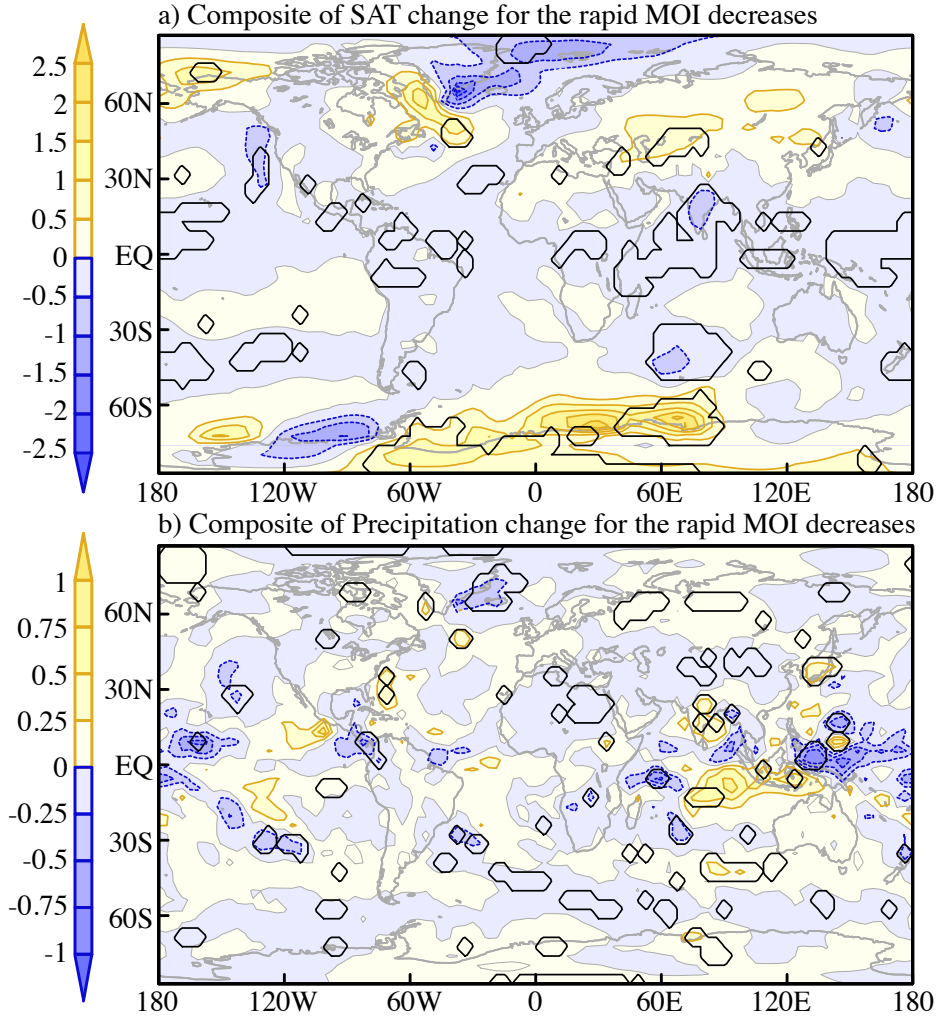 a) Composite of SAT change for the rapid MOI decreases
2.5
2
1.5
1
0.5
0
-0.5
-1
-1.5
-2
-2.5
60N
30N
EQ
30S
60S
180 120W 60W 0 60E 120E 180
b) Composite of Precipitation change for the rapid MOI decreases
1
0.75
0.5
0.25
0
-0.25
-0.5
-0.75
-1
60N
30N
EQ
30S
60S
180 120W 60W 0 60E 120E 180